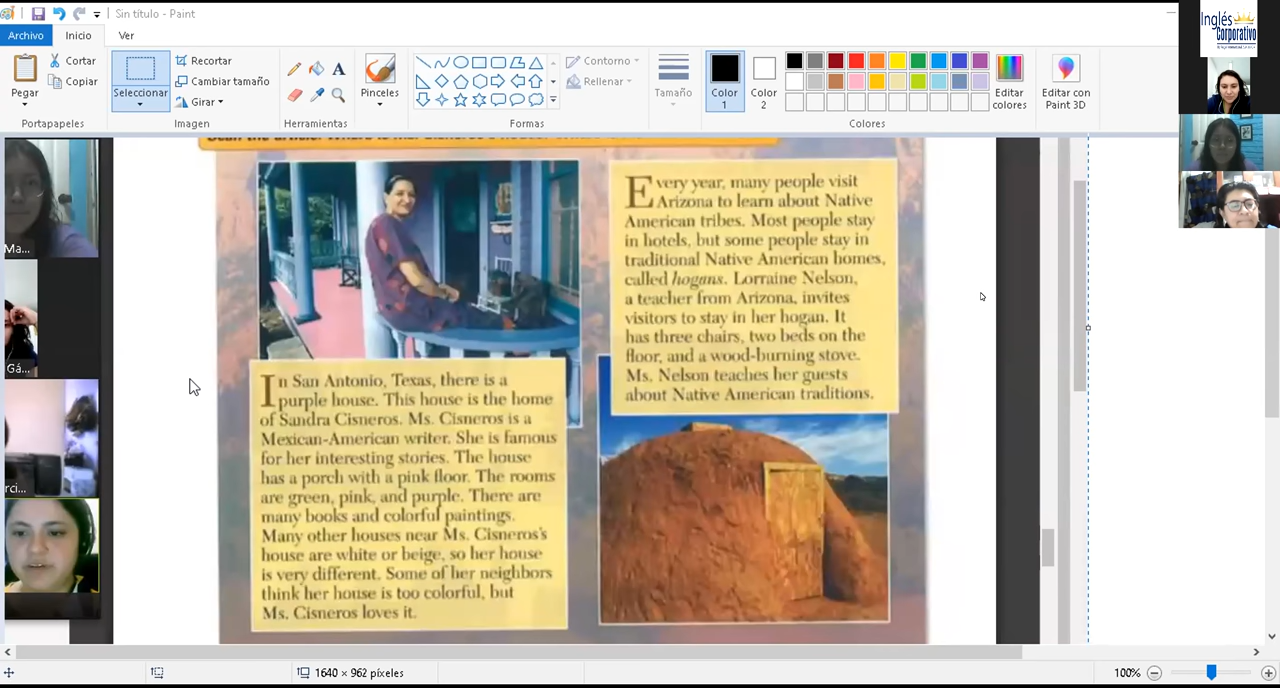 Sin título - Paint
Archivo
Inicio
Ver
Pegar
Cortar
Copiar
Portapapeles
Seleccionar
Recortar
Cambiar tamaño
Girar
Imagen
Herramientas
Pinceles
Contorno
Rellenar
Formas
Tamaño
Color
1
Color
2
Editar
colores
Editar con
Paint 3D
Colores
Inglés
Corporativo
Ma...
Gá...
rci...
Every year, many people visit
Arizona to learn about Native
American tribes. Most people stay
in hotels, but some people stay in
traditional Native American homes,
called hogans. Lorraine Nelson,
a teacher from Arizona, invites
visitors to stay in her hogan. It
has three chairs, two beds on the
floor, and a wood-burning stove.
Ms. Nelson teaches her guests
about Native American traditions.
In San Antonio, Texas, there is a
purple house. This house is the home
of Sandra Cisneros. Ms. Cisneros is a
Mexican-American writer. She is famous
for her interesting stories. The house
has a porch with a pink floor. The rooms
are green, pink, and purple. There are
many books and colorful paintings.
Many other houses near Ms. Cisneros's
house are white or beige, so her house
is very different. Some of her neighbors
think her house is too colorful, but
Ms. Cisneros loves it.
1640 × 962 píxeles
100%